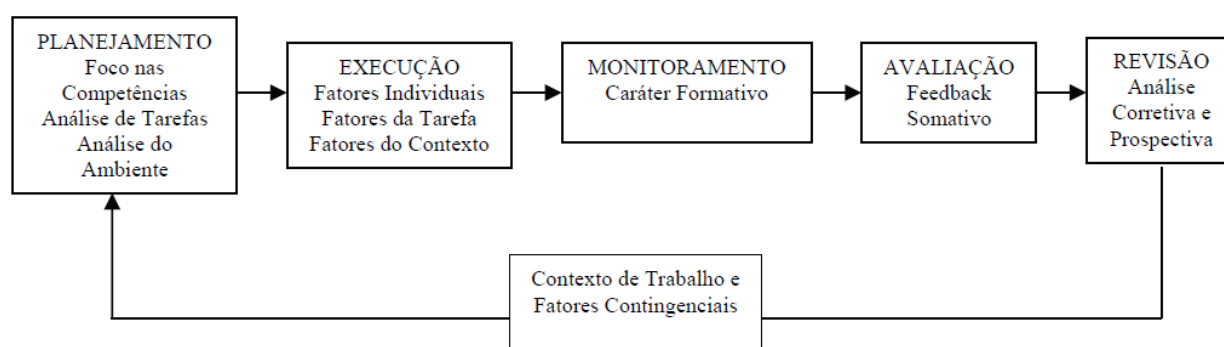 PLANEJAMENTO
Foco nas
Competências
Análise de Tarefas
Análise do
Ambiente
EXECUÇÃO
Fatores Individuais
Fatores da Tarefa
Fatores do Contexto
MONITORAMENTO
Caráter Formativo
AVALIAÇÃO
Feedback
Somativo
REVISÃO
Análise
Corretiva e
Prospectiva
Contexto de Trabalho e
Fatores Contingenciais